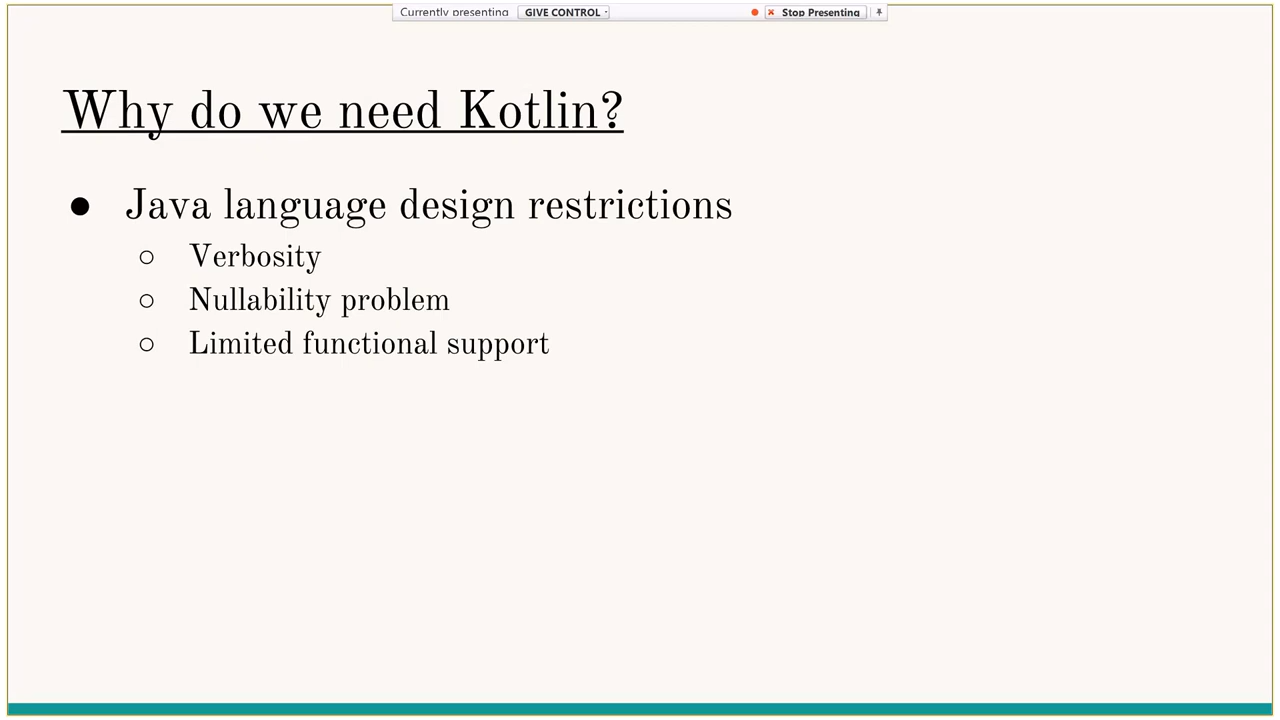 Currently presenting GIVE CONTROL Stop Presenting
Why do we need Kotlin?
● Java language design restrictions
○ Verbosity
○ Nullability problem
○ Limited functional support